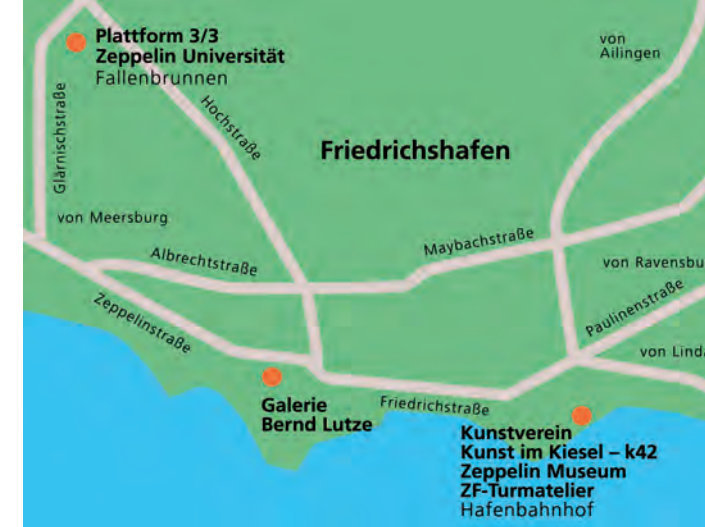 Plattform 3/3
Zeppelin Universität
Fallenbrunnen
von
Ailingen
Glärnischstraße
Hochstraße
Friedrichshafen
von Meersburg
Albrechtstraße
Maybachstraße
von Ravensbu
Zeppelinstraße
Paulinenstraße
von Linda
Galerie
Bernd Lutze
Friedrichstraße
Kunstverein
Kunst im Kiesel – k42
Zeppelin Museum
ZF-Turmatelier
Hafenbahnhof